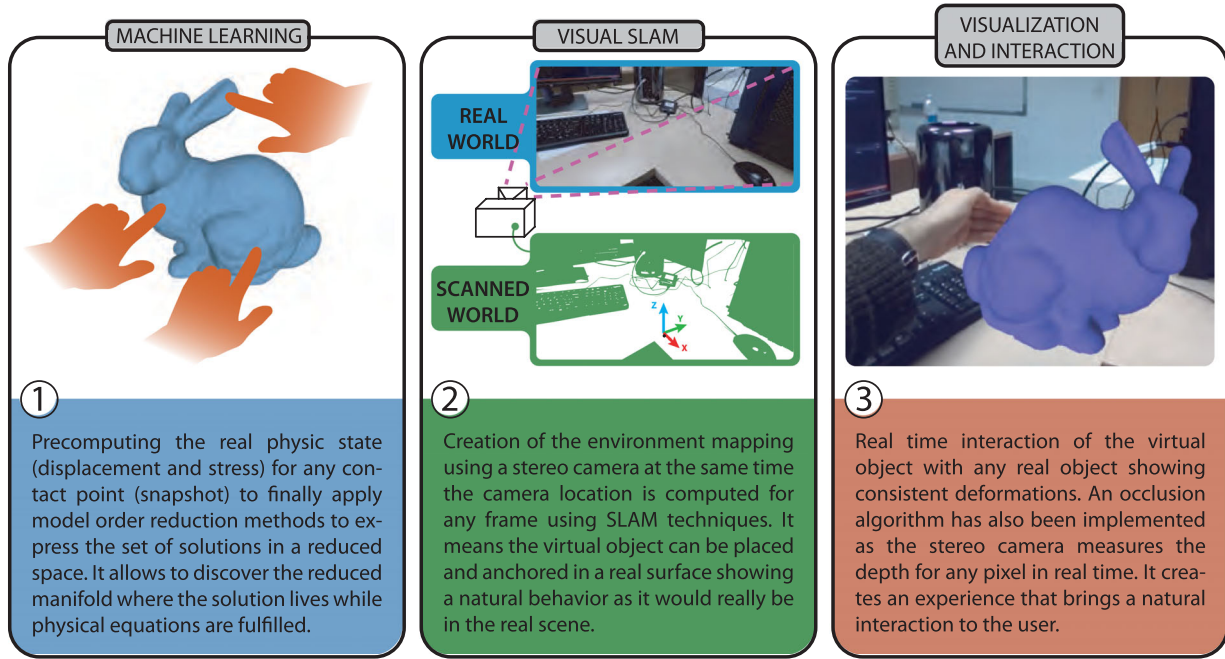 MACHINE LEARNING
1
Precomputing the real physic state
(displacement and stress) for any con-
tact point (snapshot) to finally apply
model order reduction methods to ex-
press the set of solutions in a reduced
space. It allows to discover the reduced
manifold where the solution lives while
physical equations are fulfilled.
VISUAL SLAM
REAL
WORLD
SCANNED
WORLD
Z
Y
X
2
Creation of the environment mapping
using a stereo camera at the same time
the camera location is computed for
any frame using SLAM techniques. It
means the virtual object can be placed
and anchored in a real surface showing
a natural behavior as it would really be
in the real scene.
VISUALIZATION
AND INTERACTION
3
Real time interaction of the virtual
object with any real object showing
consistent deformations. An occlusion
algorithm has also been implemented
as the stereo camera measures the
depth for any pixel in real time. It crea-
tes an experience that brings a natural
interaction to the user.